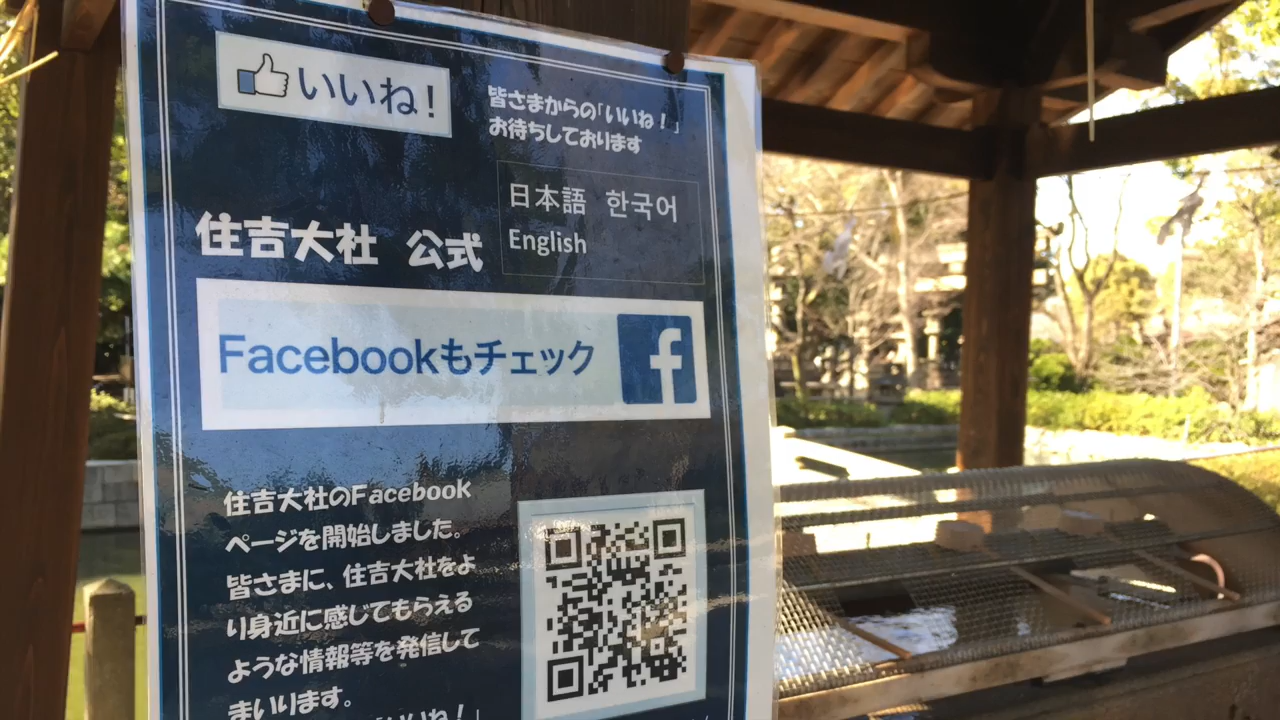 いいね!
皆さまからの「いいね!」
お待ちしております
日本語 한국어
English
住吉大社 公式
Facebookもチェック
住吉大社のFacebook
ページを開始しました。
皆さまに、住吉大社をよ
り身近に感じてもらえる
ような情報等を発信して
まいります。
「いいね!」